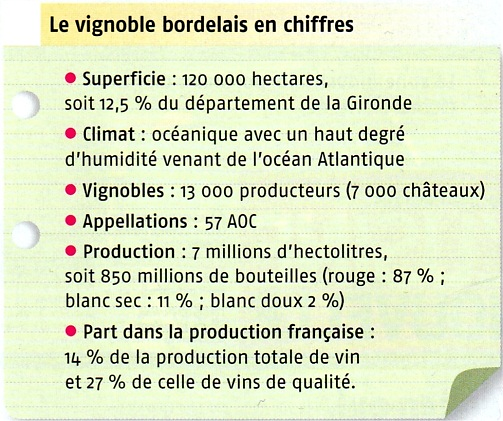 Le vignoble bordelais en chiffres
● Superficie : 120 000 hectares,
soit 12,5 % du département de la Gironde
● Climat : océanique avec un haut degré
d'humidité venant de l'océan Atlantique
● Vignobles : 13 000 producteurs (7 000 châteaux)
● Appellations : 57 AOC
● Production : 7 millions d'hectolitres,
soit 850 millions de bouteilles (rouge : 87 % ;
blanc sec : 11 % ; blanc doux 2 %)
● Part dans la production française :
14 % de la production totale de vin
et 27 % de celle de vins de qualité.